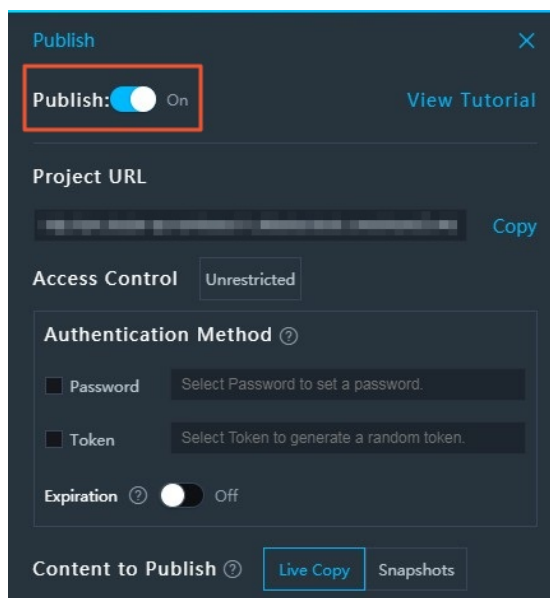 Publish
Publish: On View Tutorial
Project URL
Copy
Access Control Unrestricted
Authentication Method
Password Select Password to set a password.
Token Select Token to generate a random token.
Expiration Off
Content to Publish Live Copy Snapshots